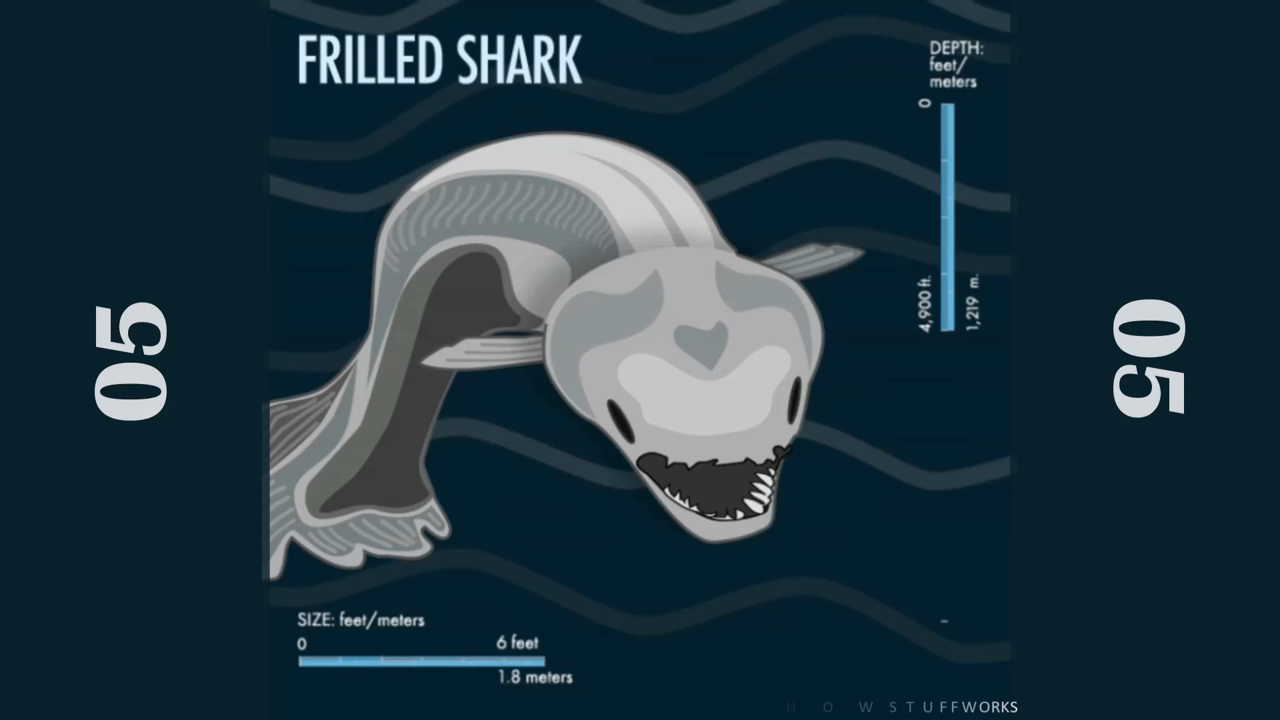 FRILLED SHARK
DEPTH:
feet/
meters
0
4,900 ft.
1,219 m.
05
05
SIZE: feet/meters
0
6 feet
1.8 meters
HOWSTUFFWORKS